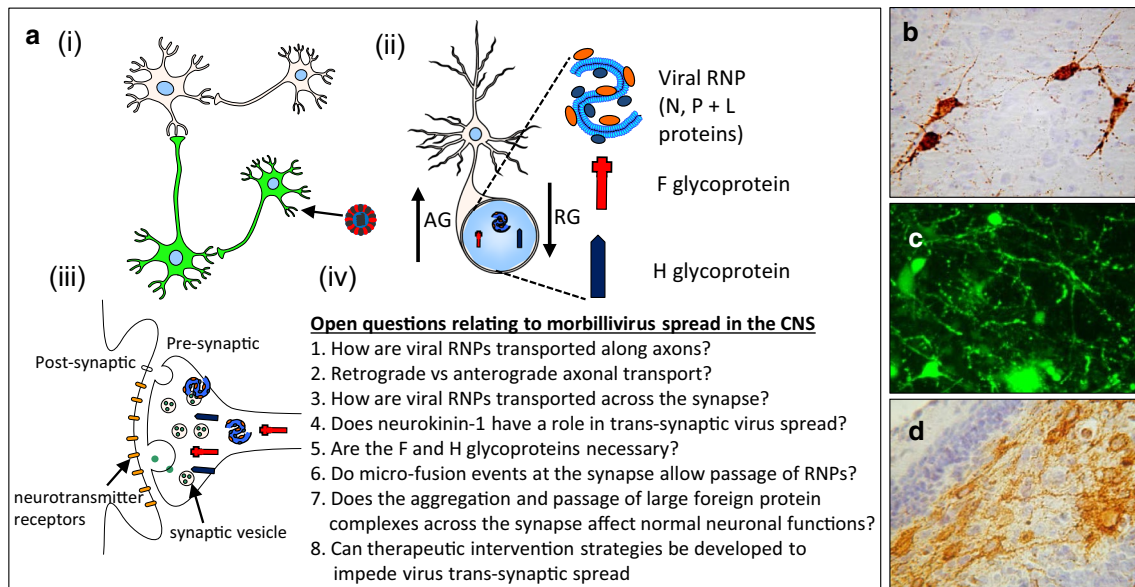 a (i)
(ii)
Viral RNP
(N, P + L
proteins)
F glycoprotein
H glycoprotein
AG
RG
(iii)
Post-synaptic
Pre-synaptic
neurotransmitter
receptors
synaptic vesicle
(iv)
Open questions relating to morbillivirus spread in the CNS
1. How are viral RNPs transported along axons?
2. Retrograde vs anterograde axonal transport?
3. How are viral RNPs transported across the synapse?
4. Does neurokinin-1 have a role in trans-synaptic virus spread?
5. Are the F and H glycoproteins necessary?
6. Do micro-fusion events at the synapse allow passage of RNPs?
7. Does the aggregation and passage of large foreign protein
complexes across the synapse affect normal neuronal functions?
8. Can therapeutic intervention strategies be developed to
impede virus trans-synaptic spread
b
c
d